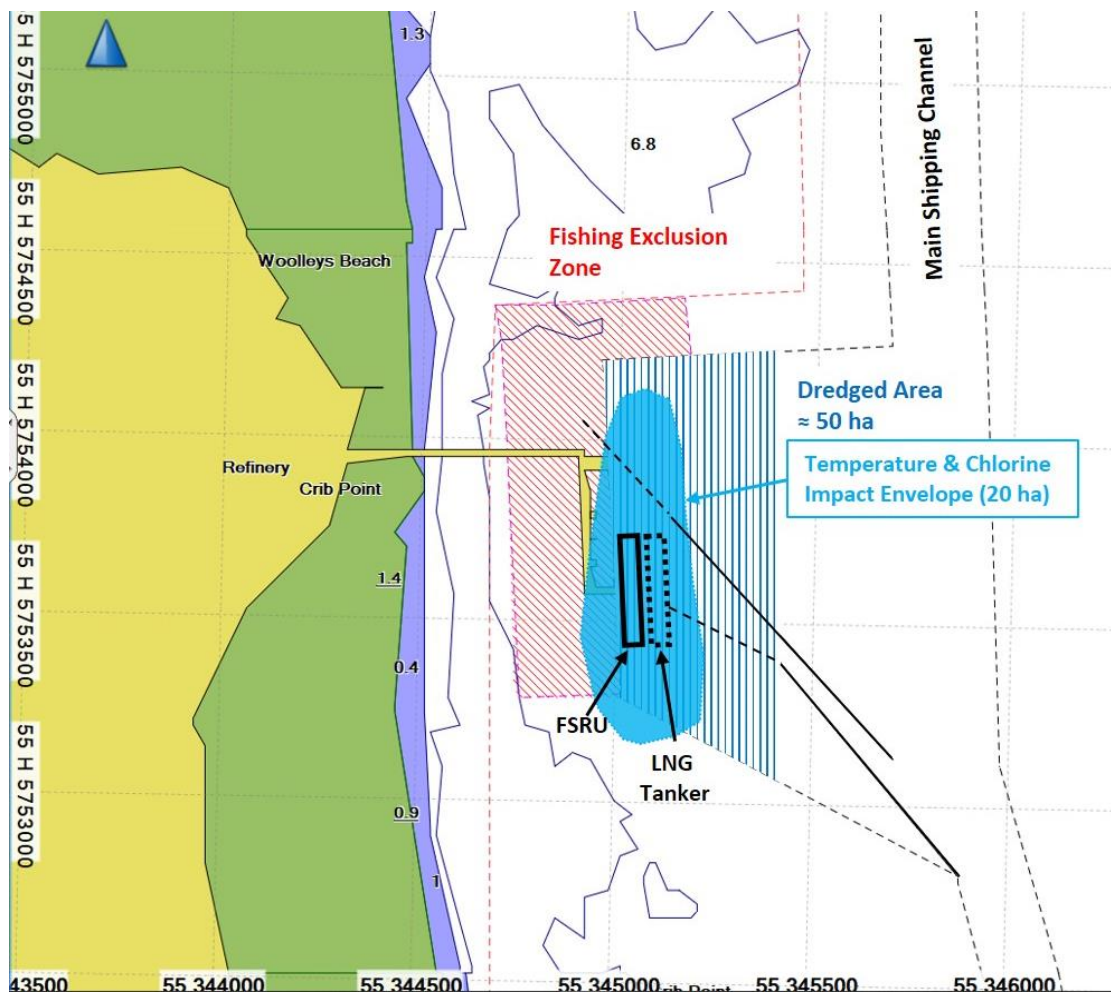 1.3
55 H 5755000
6.8
Main Shipping Channel
Fishing Exclusion
Zone
Woolleys Beach
55 H 5754500
Dredged Area
≈ 50 ha
Temperature & Chlorine
Impact Envelope (20 ha)
Refinery
Crib Point
55 H 5754000
1.4
55 H 5753500
0.4
FSRU
LNG
Tanker
0.9
55 H 5753000
1
43500
55 344000
55 344500
55 345000
Crib Point
55 345500
55 346000